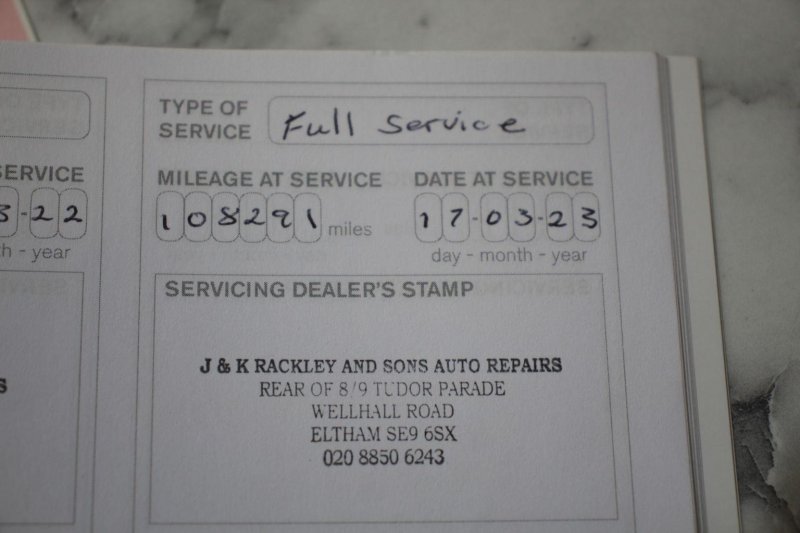 SERVICE
3-22
th - year
S
TYPE OF SERVICE Full Service
MILEAGE AT SERVICE
108291 miles
DATE AT SERVICE
17-03-23
day - month - year
SERVICING DEALER'S STAMP
J & K RACKLEY AND SONS AUTO REPAIRS
REAR OF 8/9 TUDOR PARADE
WELLHALL ROAD
ELTHAM SE9 6SX
020 8850 6243